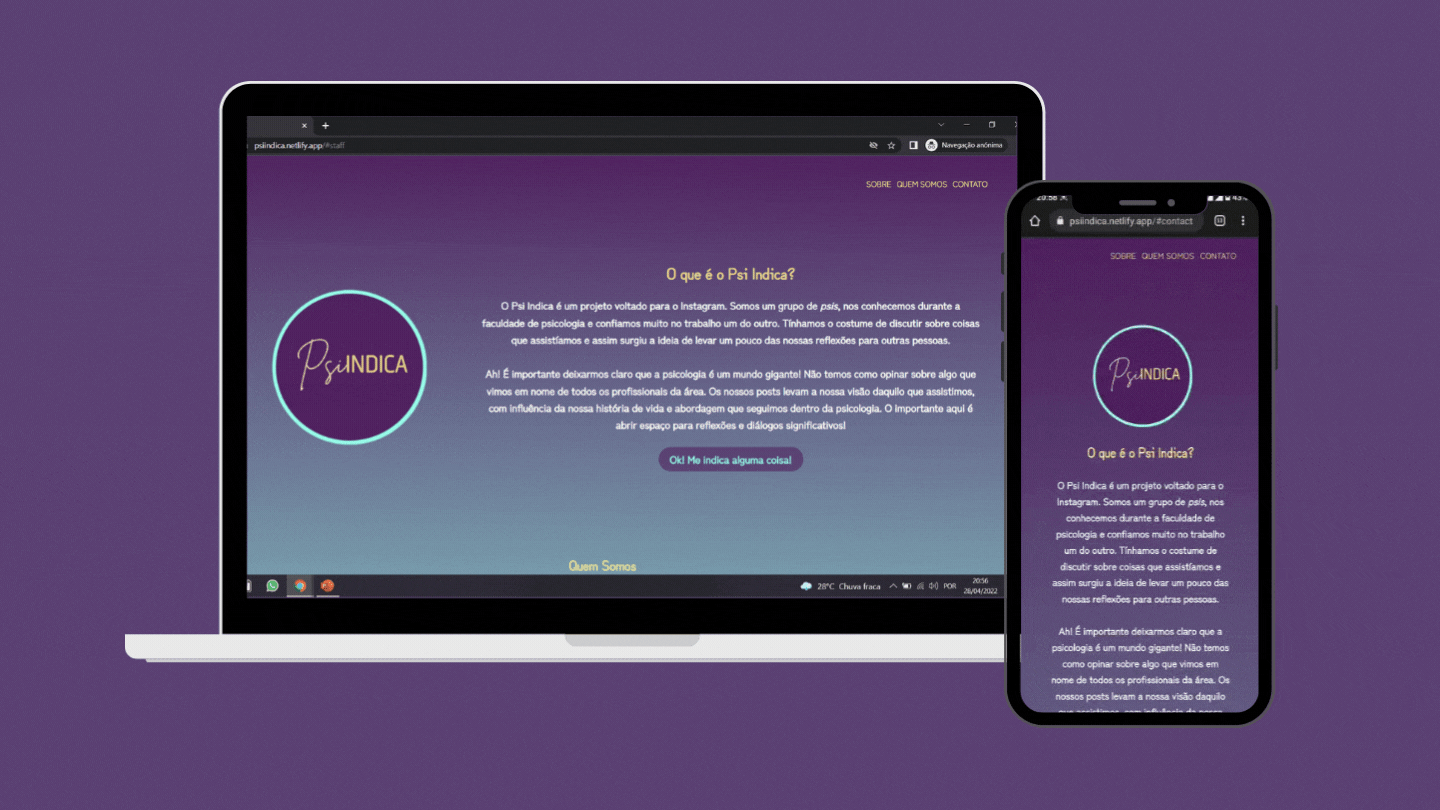 psiindica.netlify.app/#staff
Navegação anônima
SOBRE QUEM SOMOS CONTATO
PsiINDICA
O que é o Psi Indica?
O Psi Indica é um projeto voltado para o Instagram. Somos um grupo de psis, nos conhecemos durante a
faculdade de psicologia e confiamos muito no trabalho um do outro. Tínhamos o costume de discutir sobre coisas
que assistíamos e assim surgiu a ideia de levar um pouco das nossas reflexões para outras pessoas.
Ah! É importante deixarmos claro que a psicologia é um mundo gigante! Não temos como opinar sobre algo que
vimos em nome de todos os profissionais da área. Os nossos posts levam a nossa visão daquilo que assistimos,
com influência da nossa história de vida e abordagem que seguimos dentro da psicologia. O importante aqui é
abrir espaço para reflexões e diálogos significativos!
Ok! Me indica alguma coisa!
Quem Somos
28°C Chuva fraca
POR
20:56
28/04/2022
20:58
43%
psiindica.netlify.app/#contact
SOBRE QUEM SOMOS CONTATO
PsiINDICA
O que é o Psi Indica?
O Psi Indica é um projeto voltado para o
Instagram. Somos um grupo de psis, nos
conhecemos durante a faculdade de
psicologia e confiamos muito no trabalho
um do outro. Tínhamos o costume de
discutir sobre coisas que assistíamos e
assim surgiu a ideia de levar um pouco das
nossas reflexões para outras pessoas.
Ah! É importante deixarmos claro que a
psicologia é um mundo gigante! Não temos
como opinar sobre algo que vimos em
nome de todos os profissionais da área. Os
nossos posts levam a nossa visão daquilo
que assistimos, com influência da nossa